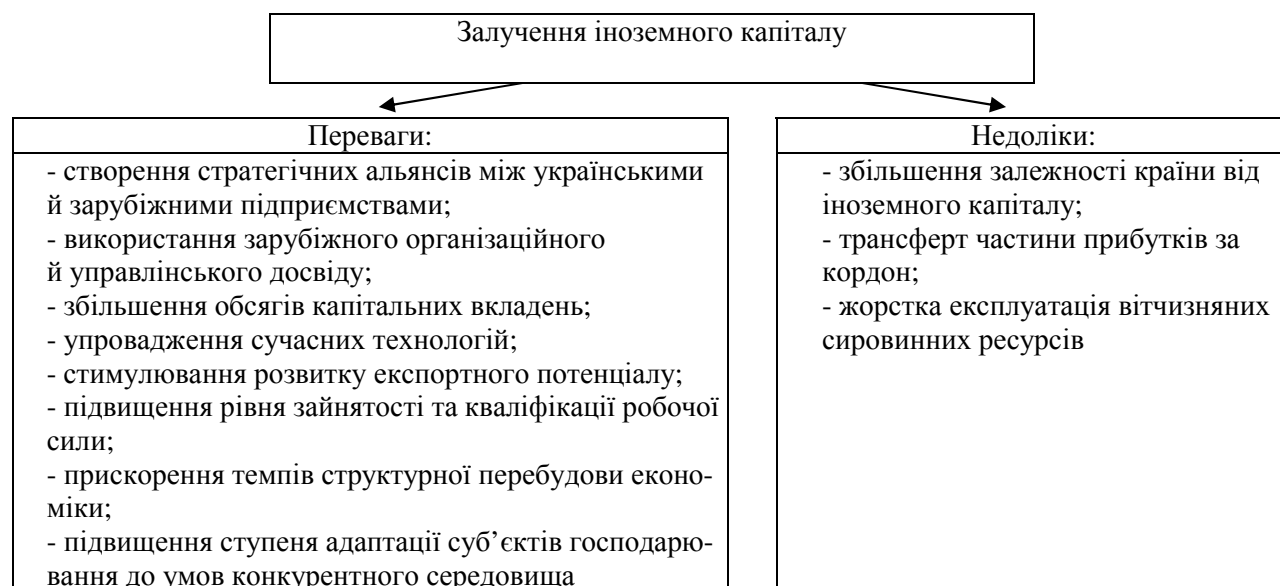 Залучення іноземного капіталу
Переваги:
- створення стратегічних альянсів між українськими
й зарубіжними підприємствами;
- використання зарубіжного організаційного
й управлінського досвіду;
- збільшення обсягів капітальних вкладень;
- упровадження сучасних технологій;
- стимулювання розвитку експортного потенціалу;
- підвищення рівня зайнятості та кваліфікації робочої
сили;
- прискорення темпів структурної перебудови еконо-
міки;
- підвищення ступеня адаптації суб’єктів господарю-
вання до умов конкурентного середовища
Недоліки:
- збільшення залежності країни від
іноземного капіталу;
- трансферт частини прибутків за
кордон;
- жорстка експлуатація вітчизняних
сировинних ресурсів